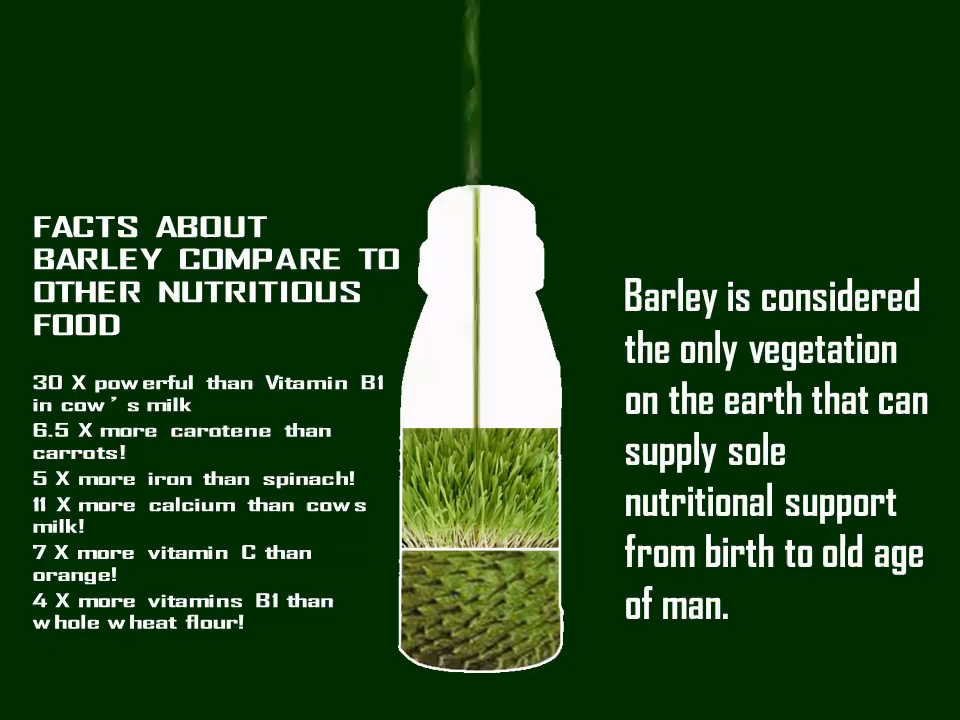 FACTS ABOUT
BARLEY COMPARE TO
OTHER NUTRITIOUS
FOOD
30 X powerful than Vitamin B1
in cow's milk
6.5 X more carotene than
carrots!
5 X more iron than spinach!
11 X more calcium than cows
milk!
7 X more vitamin C than
orange!
4 X more vitamins B1 than
whole wheat flour!
Barley is considered
the only vegetation
on the earth that can
supply sole
nutritional support
from birth to old age
of man.